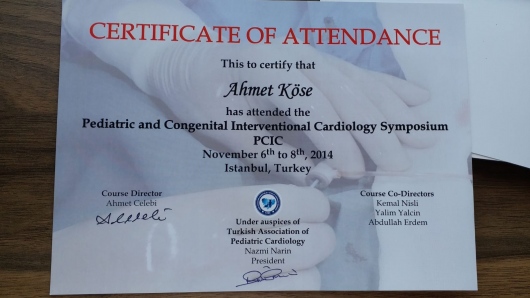 CERTIFICATE OF ATTENDANCE
This to certify that
Ahmet Köse
has attended the
Pediatric and Congenital Interventional Cardiology Symposium
PCIC
November 6th to 8th, 2014
Istanbul, Turkey
Course Director
Ahmet Celebi
Under auspices of
Turkish Association of
Pediatric Cardiology
Nazmi Narin
President
Course Co-Directors
Kemal Nisli
Yalim Yalcin
Abdullah Erdem